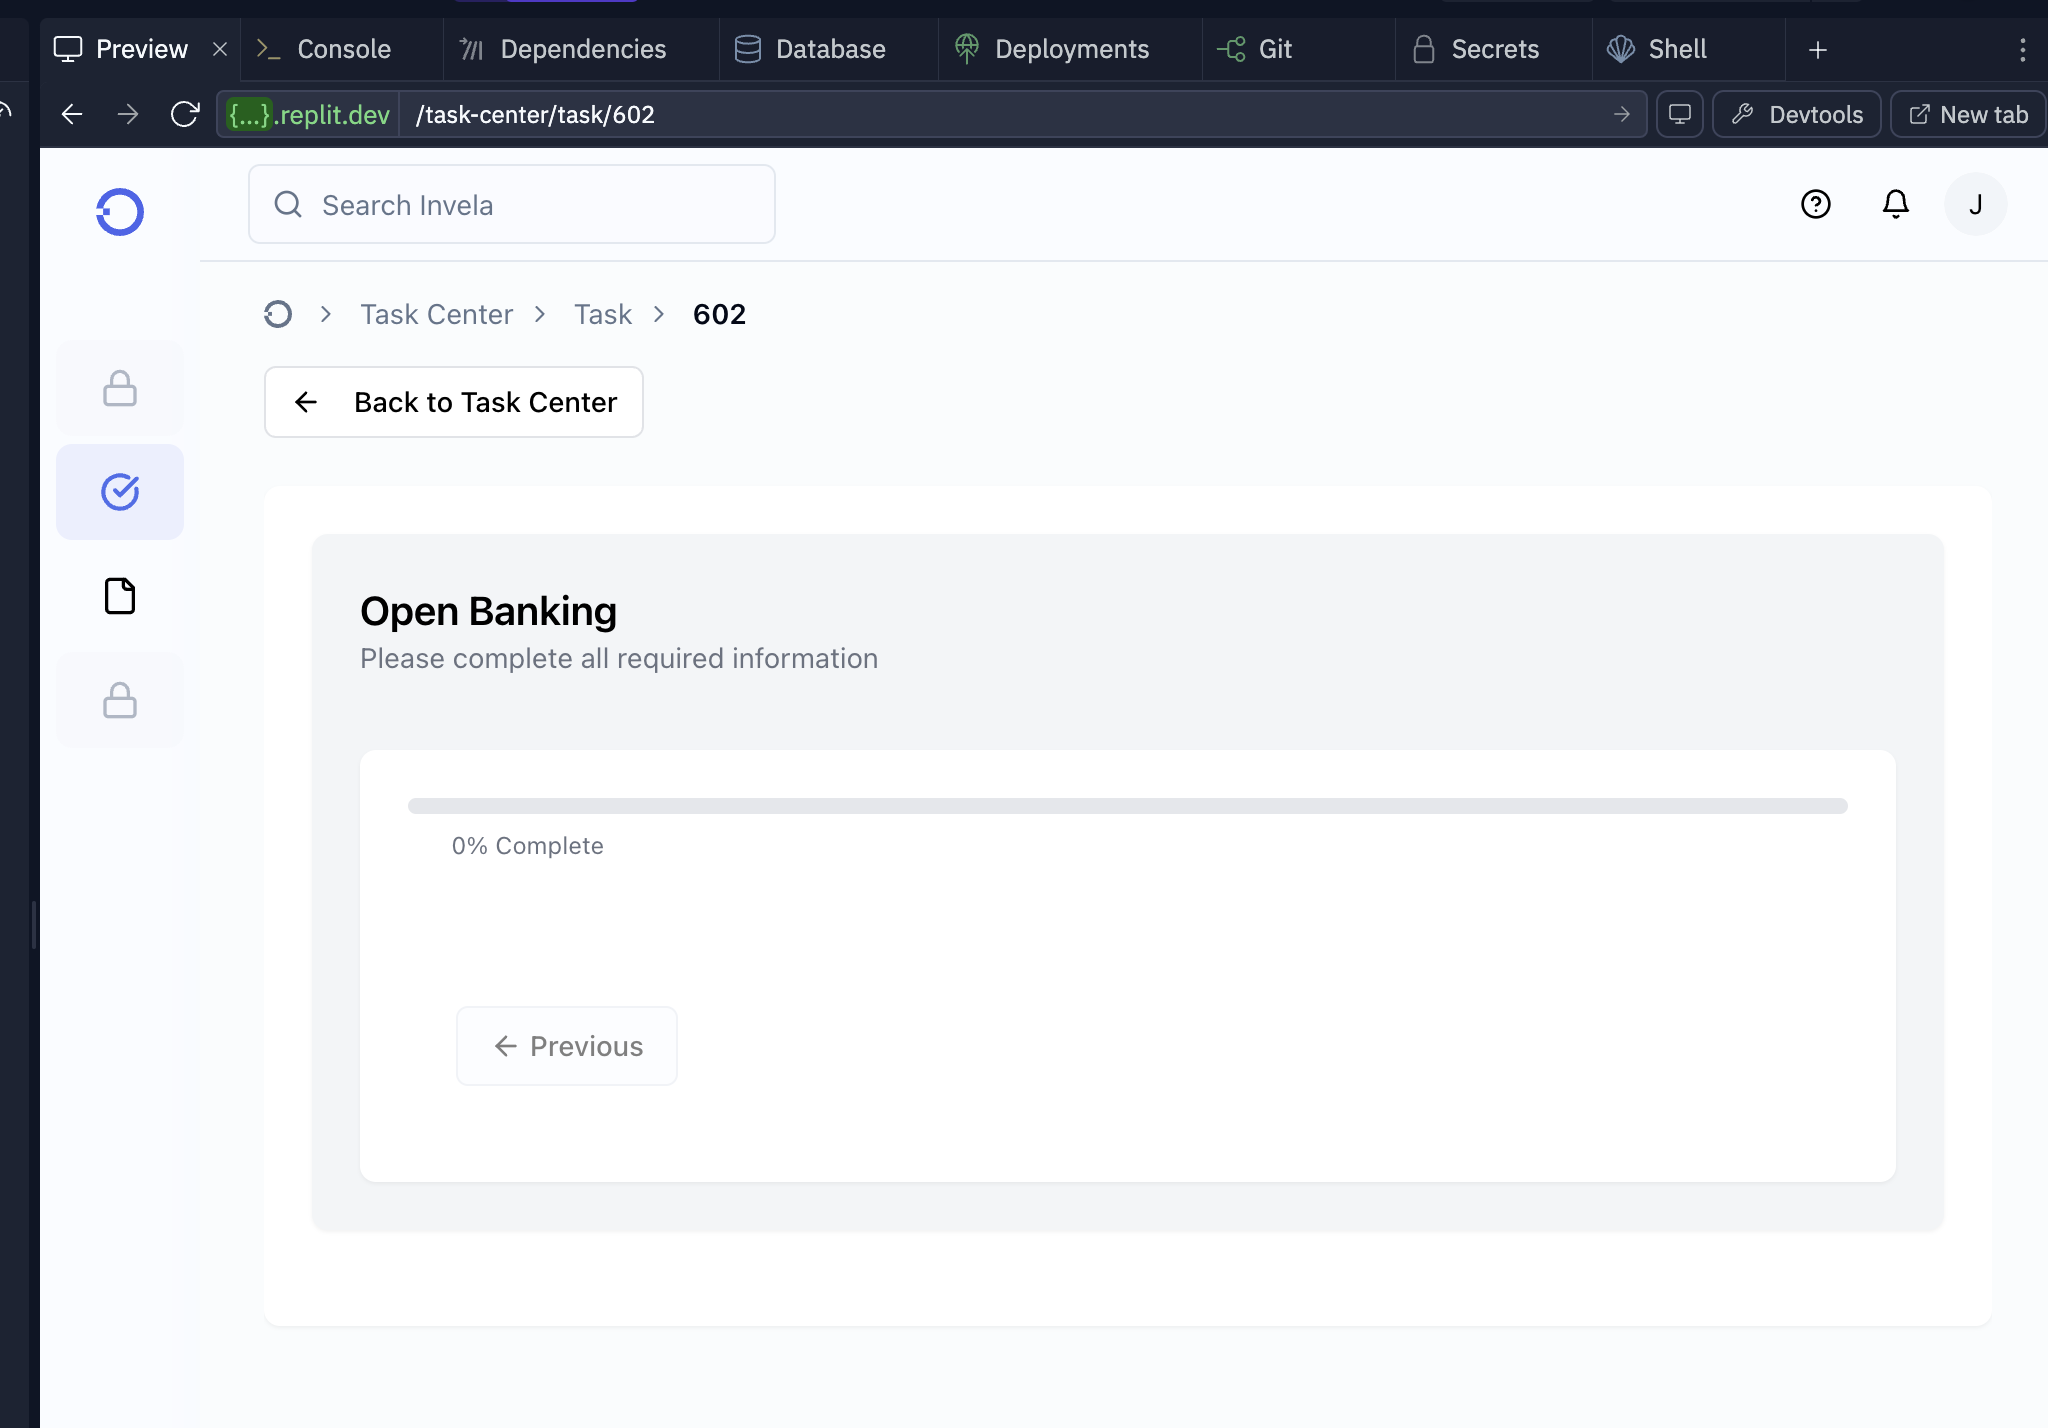 Preview
Console
Dependencies
Database
Deployments
Git
Secrets
Shell
{...}.replit.dev
/task-center/task/602
Devtools
New tab
Search Invela
J
Task Center
Task
602
Back to Task Center
Open Banking
Please complete all required information
0% Complete
Previous